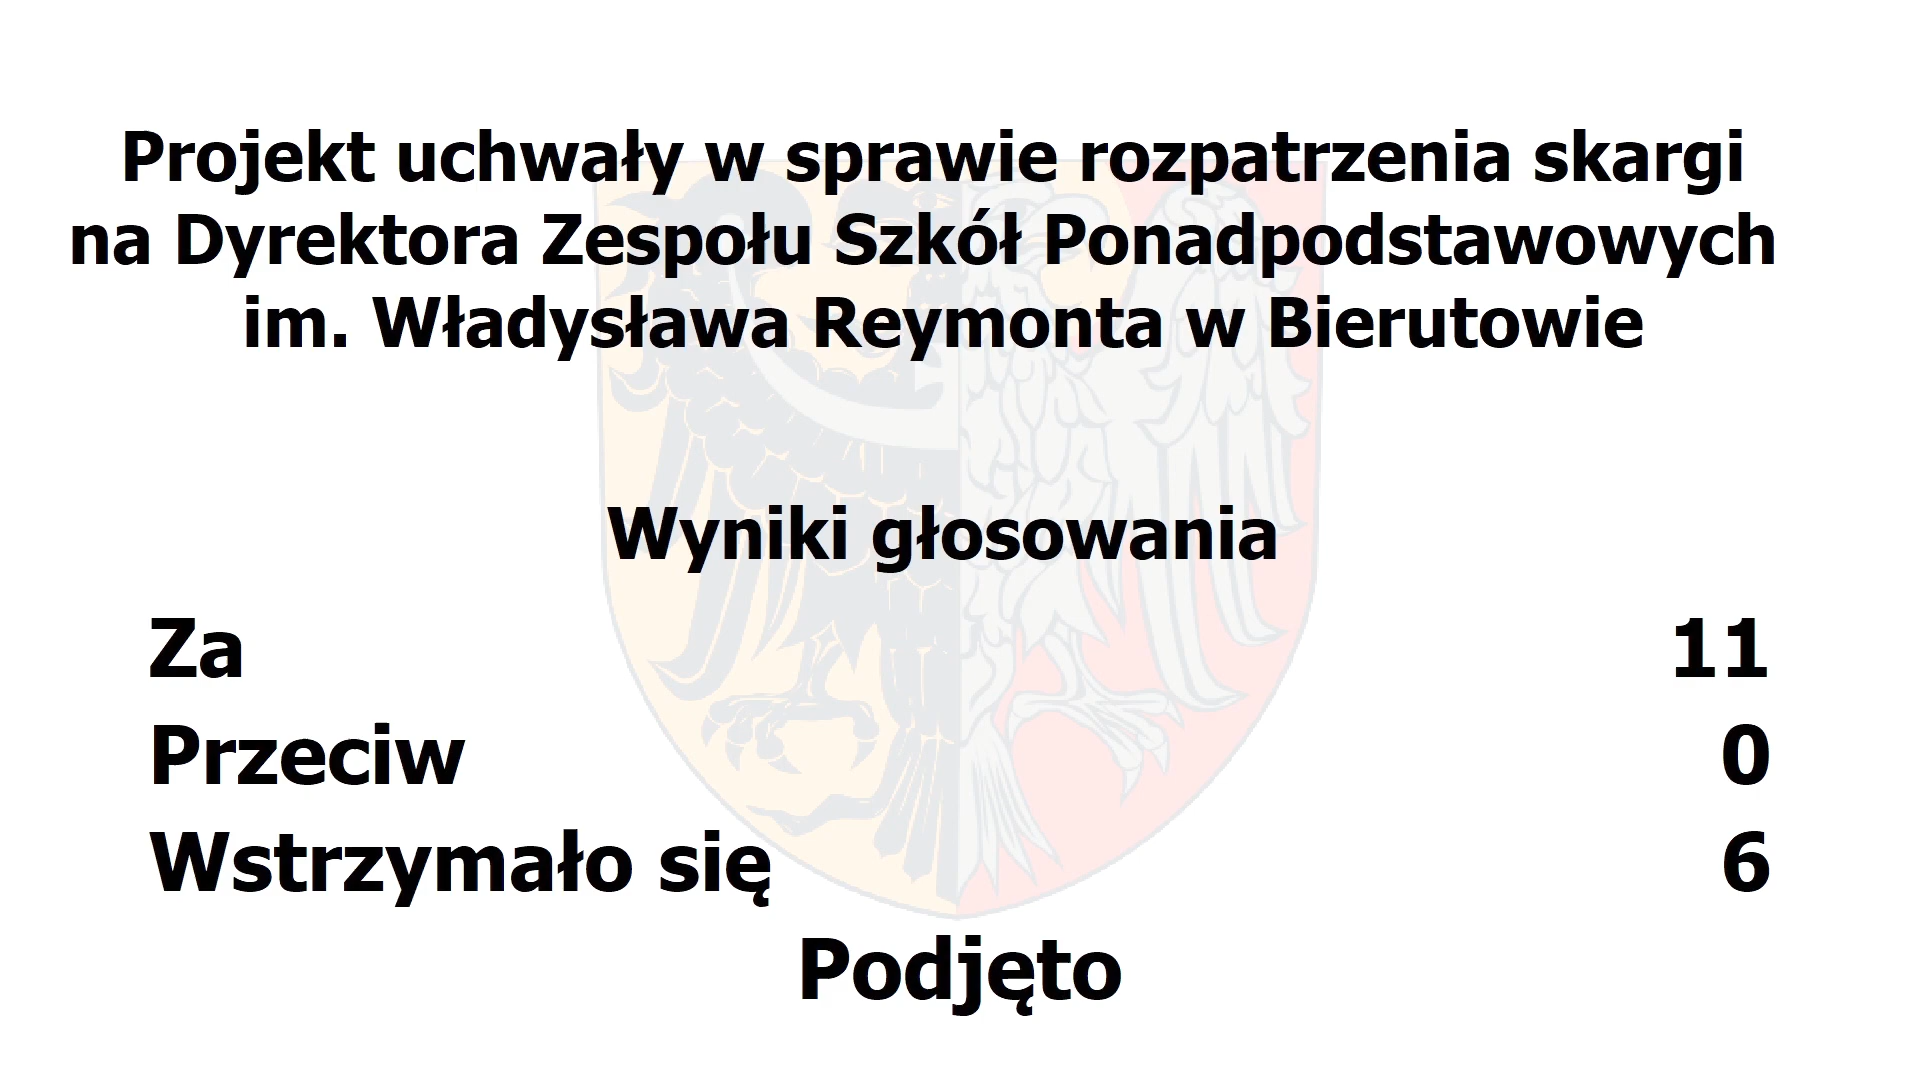 Projekt uchwały w sprawie rozpatrzenia skargi
na Dyrektora Zespołu Szkół Ponadpodstawowych
im. Władysława Reymonta w Bierutowie
Wyniki głosowania
Za 11
Przeciw 0
Wstrzymało się 6
Podjęto